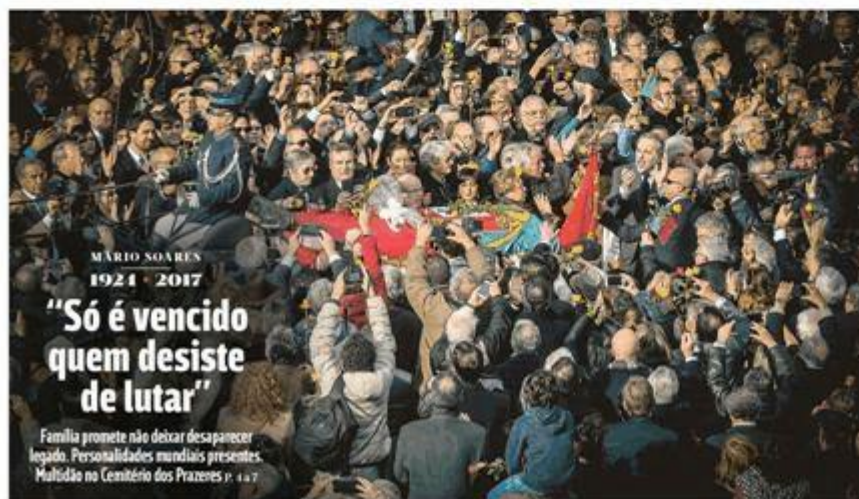 MÁRIO SOARES
1924 • 2017
“Só é vencido
quem desiste
de lutar”
Família promete não deixar desaparecer
legado. Personalidades mundiais presentes.
Multidão no Cemitério dos Prazeres P. 4 a 7